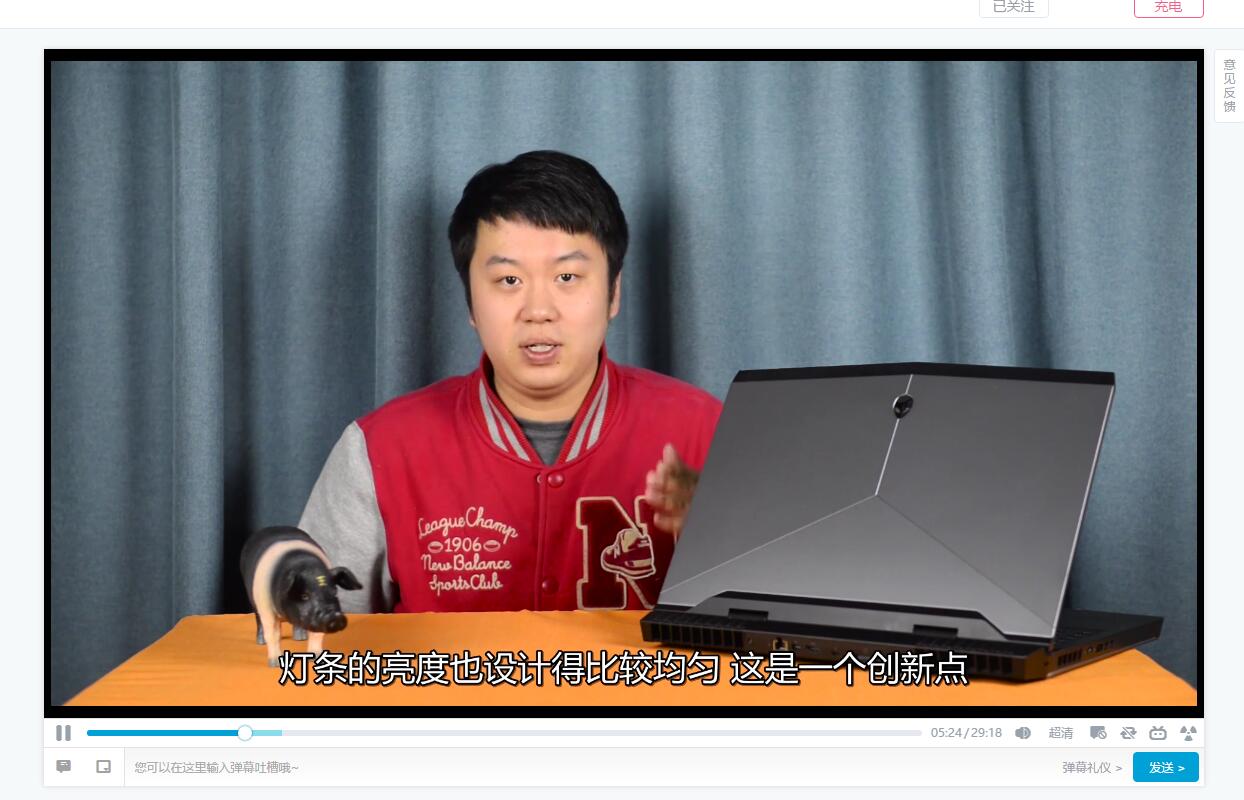 已关注
充电
意见反馈
League Champ
1906
New Balance
Sports Club
N
灯条的亮度也设计得比较均匀 这是一个创新点
05:24/29:18
超清
您可以在这里输入弹幕吐槽哦~
弹幕礼仪 >
发送 >